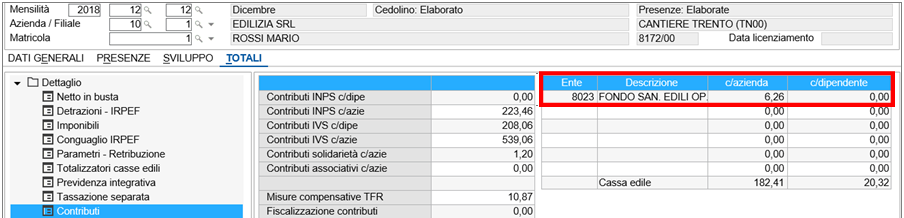 Mensilità 2018 12 12 Dicembre Cedolino: Elaborato Presenze: Elaborate
Azienda / Filiale 10 1 EDILIZIA SRL CANTIERE TRENTO (TN00)
Matricola 1 ROSSI MARIO 8172/00 Data licenziamento
DATI GENERALI PRESENZE SVILUPPO TOTALI
Dettaglio
Netto in busta
Detrazioni - IRPEF
Imponibili
Conguaglio IRPEF
Parametri - Retribuzione
Totalizzatori casse edili
Previdenza integrativa
Tassazione separata
Contributi
Contributi INPS c/dipe 0,00
Contributi INPS c/azie 223,46
Contributi IVS c/dipe 208,06
Contributi IVS c/azie 539,06
Contributi solidarietà c/azie 1,20
Contributi associativi c/azie 0,00
Misure compensative TFR 10,87
Fiscalizzazione contributi 0,00
Ente Descrizione c/azienda c/dipendente
8023 FONDO SAN. EDILI OP. 6,26 0,00
0,00 0,00
0,00 0,00
0,00 0,00
0,00 0,00
Cassa edile 182,41 20,32